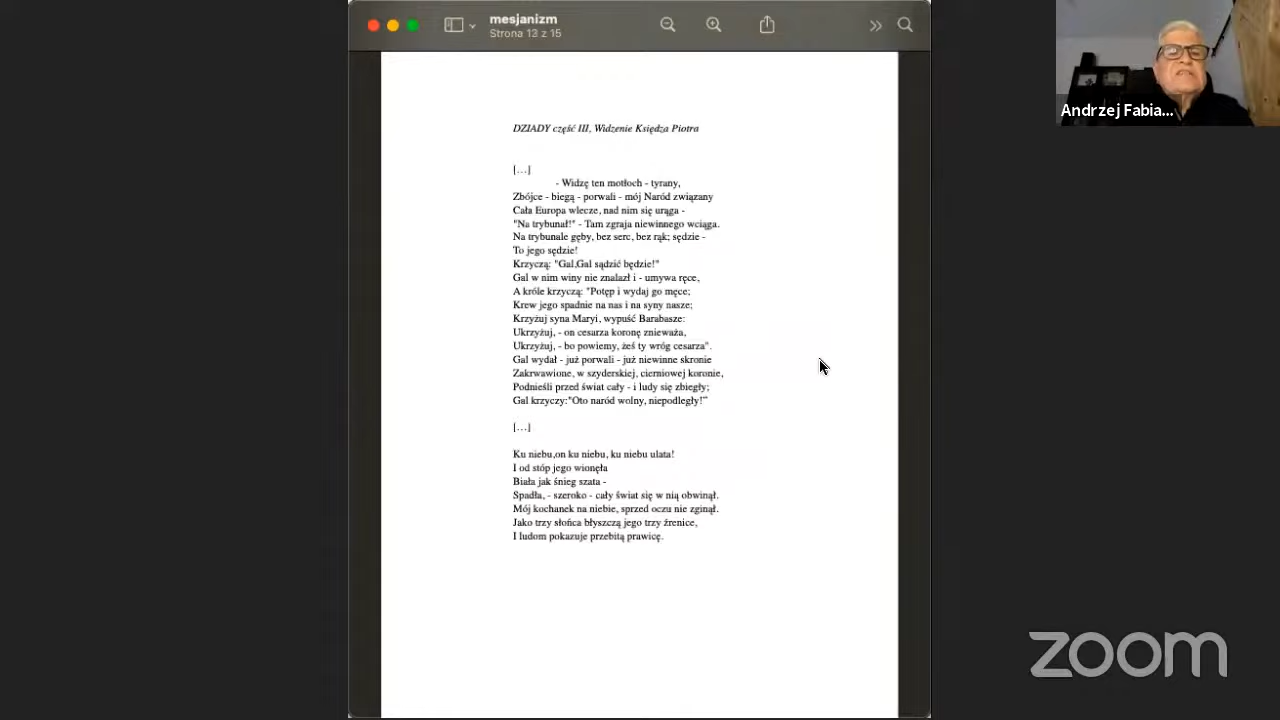 mesjanizm
Strona 13 z 15
Andrzej Fabia...
DZIADY część III, Widzenie Księdza Piotra
[…]
- Widzę ten motłoch - tyrany,
Zbójce - biegą - porwali - mój Naród związany
Cała Europa wlecze, nad nim się urąga -
"Na trybunał!" - Tam zgraja niewinnego wciąga.
Na trybunale gęby, bez serc, bez rąk; sędzie -
To jego sędzie!
Krzyczą: "Gal,Gal sądzić będzie!"
Gal w nim winy nie znalazł i - umywa ręce,
A króle krzyczą: "Potęp i wydaj go męce;
Krew jego spadnie na nas i na syny nasze;
Krzyżuj syna Maryi, wypuść Barabasze:
Ukrzyżuj, - on cesarza koronę znieważa,
Ukrzyżuj, - bo powiemy, żeś ty wróg cesarza".
Gal wydał - już porwali - już niewinne skronie
Zakrwawione, w szyderskiej, cierniowej koronie,
Podnieśli przed świat cały - i ludy się zbiegły;
Gal krzyczy:"Oto naród wolny, niepodległy!"
[…]
Ku niebu,on ku niebu, ku niebu ulata!
I od stóp jego wionęła
Biała jak śnieg szata -
Spadła, - szeroko - cały świat się w nią obwinął.
Mój kochanek na niebie, sprzed oczu nie zginął.
Jako trzy słońca błyszczą jego trzy źrenice,
I ludom pokazuje przebitą prawicę.
zoom